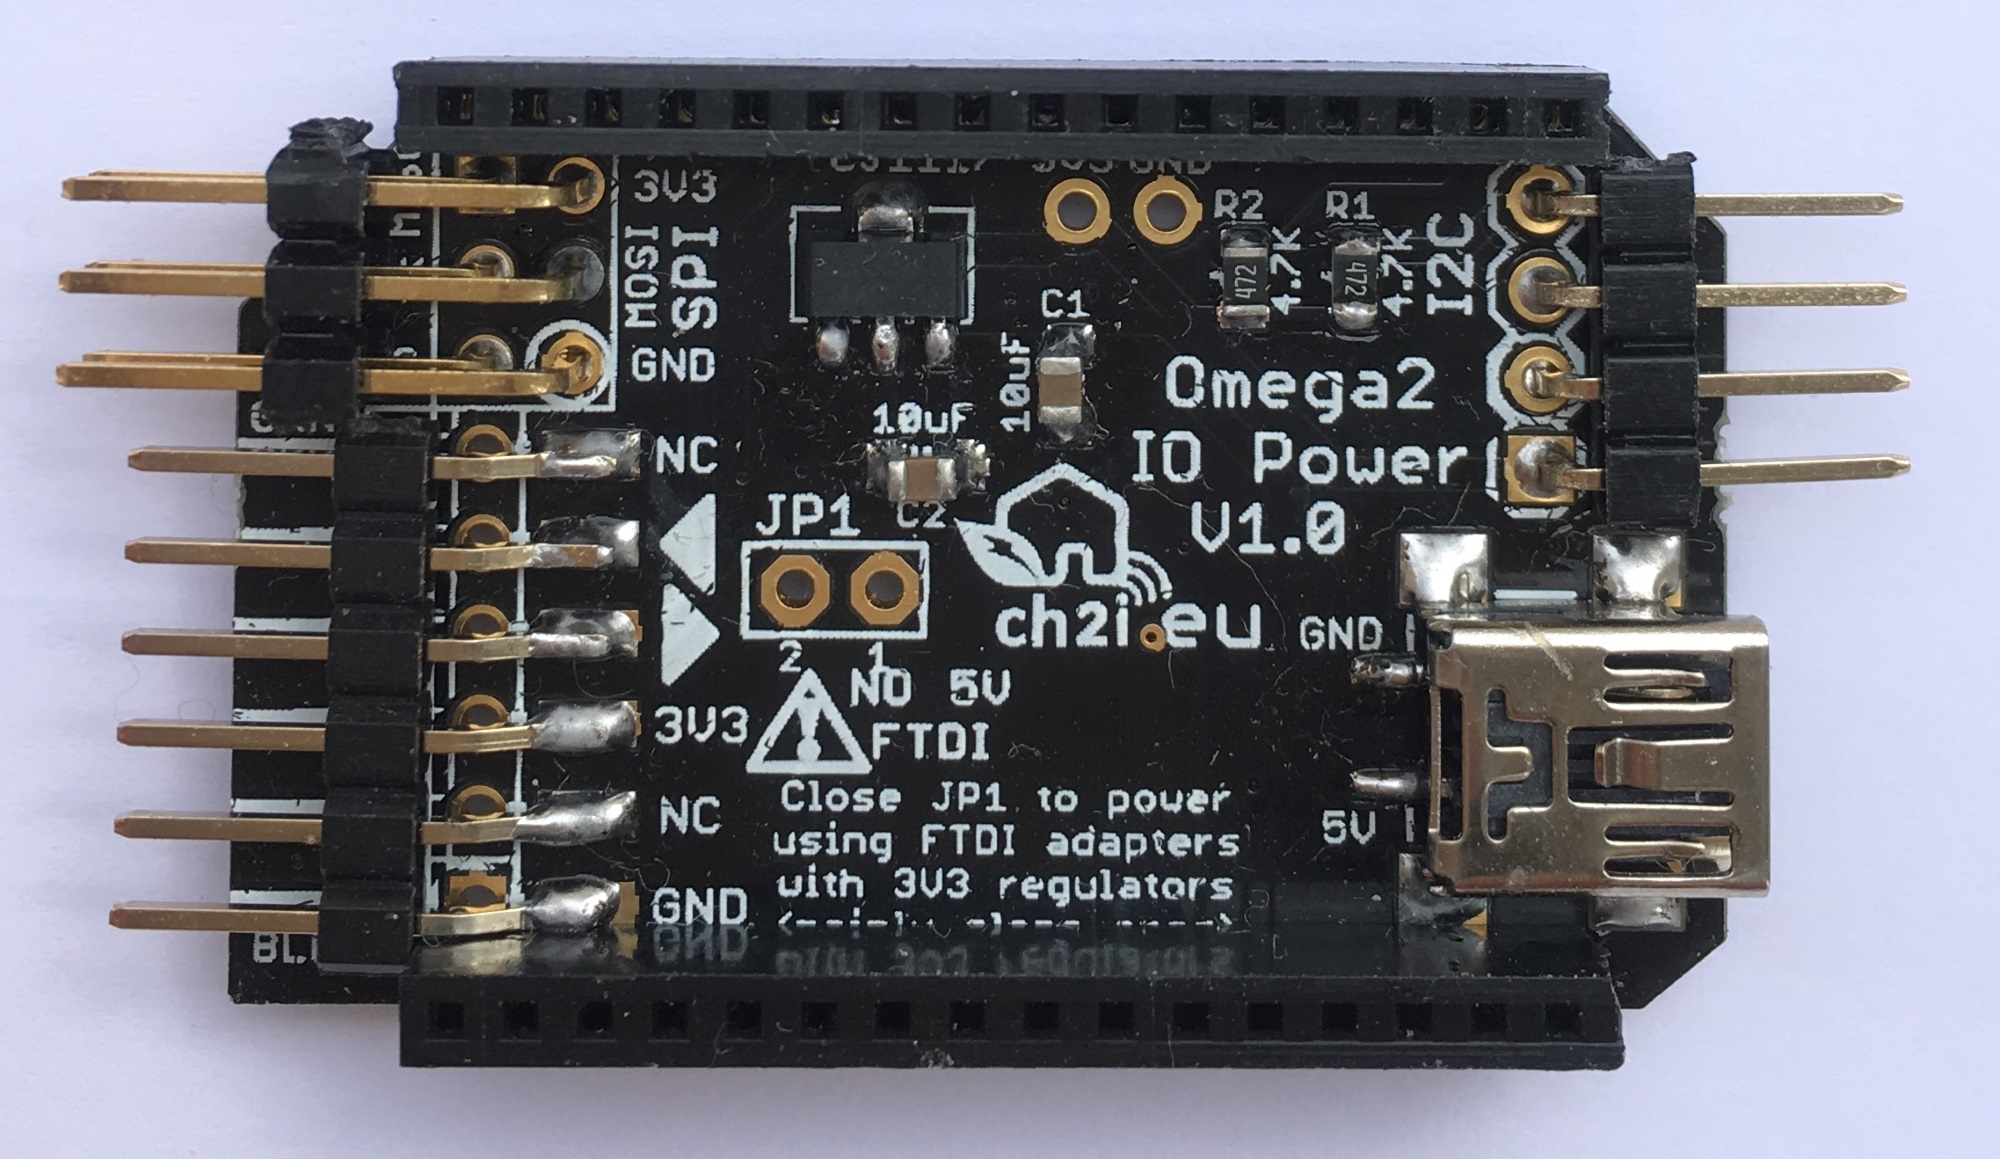 3V3
MOSI
SPI
GND
3V3 GND
R2
R1
472
4.7K
472
4.7K
I2C
C1
10uF
10uF
C2
Omega2
IO Power
V1.0
NC
JP1
2
1
ch2i.eu
GND
5V
NO 5V
FTDI
3V3
NC
GND
Close JP1 to power
using FTDI adapters
with 3V3 regulators